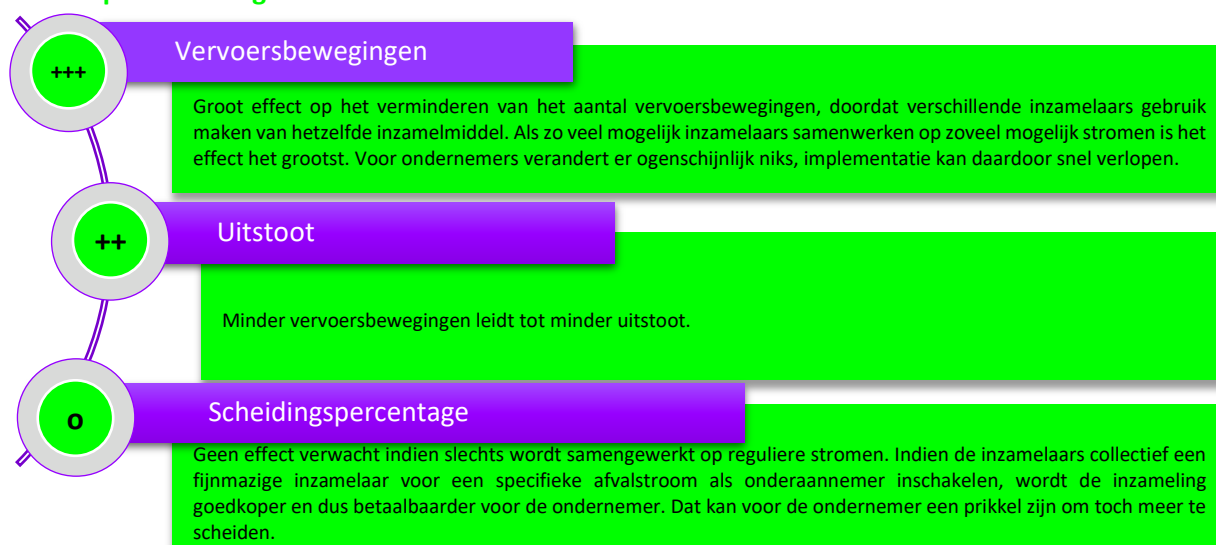 +++
Vervoersbewegingen
Groot effect op het verminderen van het aantal vervoersbewegingen, doordat verschillende inzamelaars gebruik
maken van hetzelfde inzamelmiddel. Als zo veel mogelijk inzamelaars samenwerken op zoveel mogelijk stromen is het
effect het grootst. Voor ondernemers verandert er ogenschijnlijk niks, implementatie kan daardoor snel verlopen.
++
Uitstoot
Minder vervoersbewegingen leidt tot minder uitstoot.
o
Scheidingspercentage
Geen effect verwacht indien slechts wordt samengewerkt op reguliere stromen. Indien de inzamelaars collectief een
fijnmazige inzamelaar voor een specifieke afvalstroom als onderaannemer inschakelen, wordt de inzameling
goedkoper en dus betaalbaarder voor de ondernemer. Dat kan voor de ondernemer een prikkel zijn om toch meer te
scheiden.